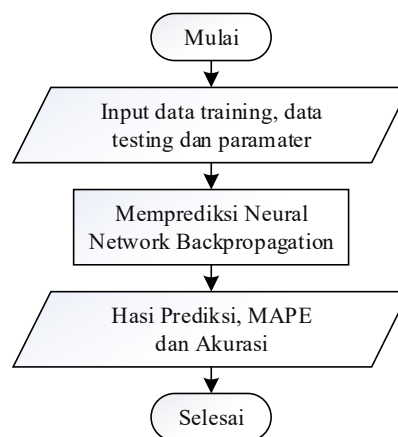 Mulai
Input data training, data
testing dan paramater
Memprediksi Neural
Network Backpropagation
Hasi Prediksi, MAPE
dan Akurasi
Selesai